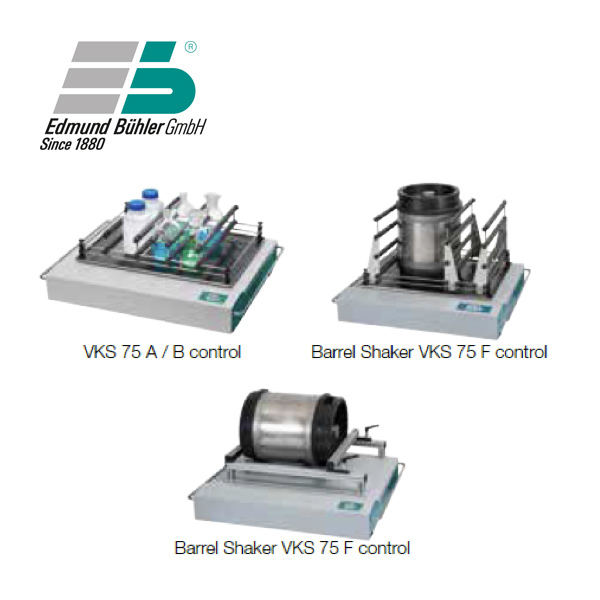 ®
Edmund Bühler GmbH
Since 1880
VKS 75 A / B control
Barrel Shaker VKS 75 F control
Barrel Shaker VKS 75 F control